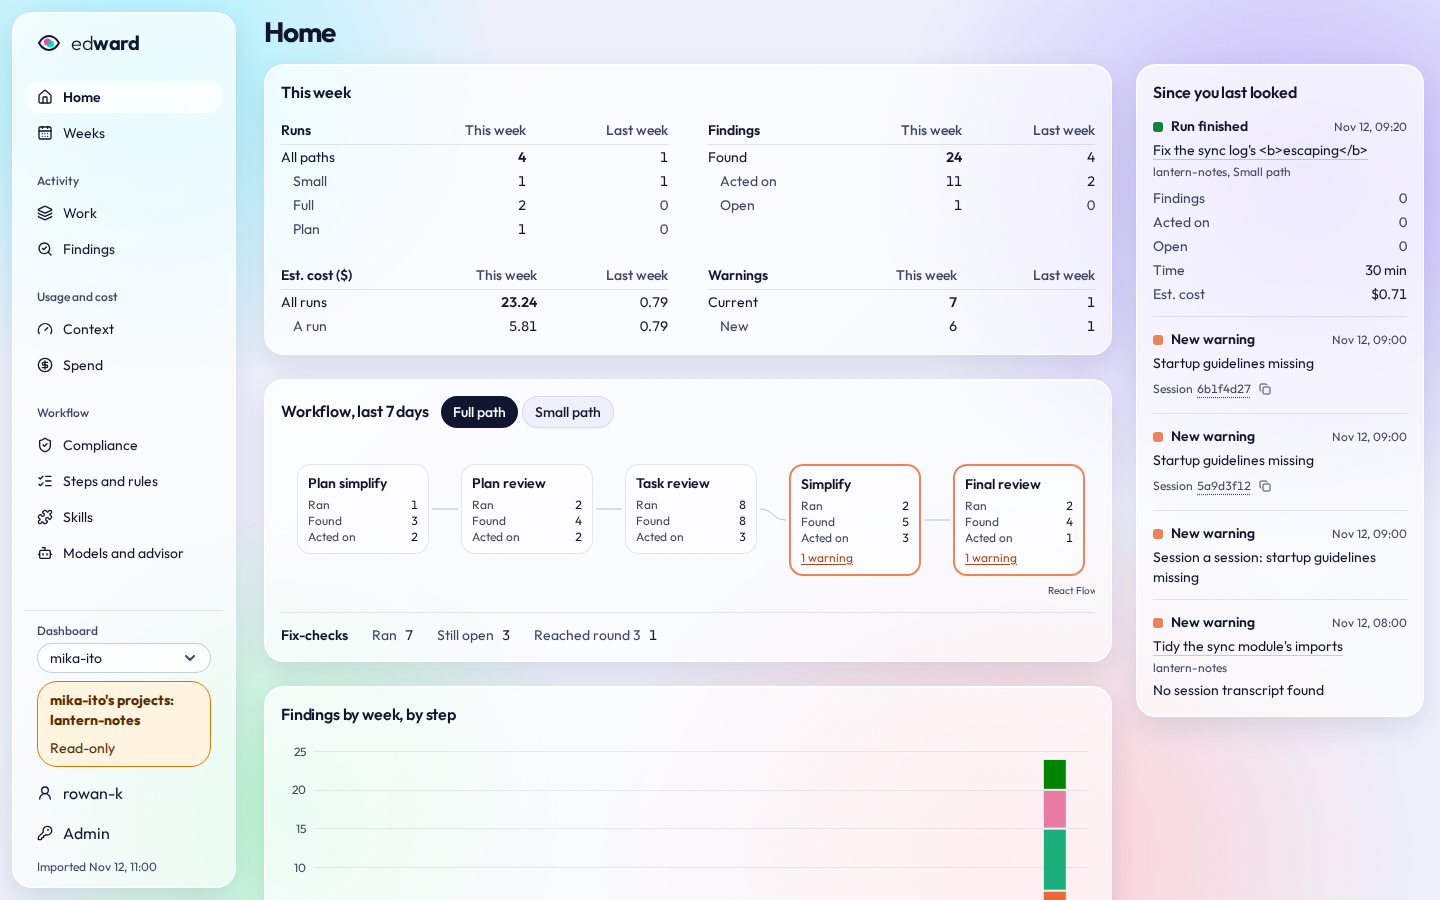 edward
Home
Weeks
Activity
Work
Findings
Usage and cost
Context
Spend
Workflow
Compliance
Steps and rules
Skills
Models and advisor
Dashboard
mika-ito
mika-ito's projects:
lantern-notes
Read-only
rowan-k
Admin
Imported Nov 12, 11:00
Home
This week
Runs This week Last week
All paths 4 1
Small 1 1
Full 2 0
Plan 1 0
Findings This week Last week
Found 24 4
Acted on 11 2
Open 1 0
Est. cost ($) This week Last week
All runs 23.24 0.79
A run 5.81 0.79
Warnings This week Last week
Current 7 1
New 6 1
Workflow, last 7 days Full path Small path
Plan simplify
Ran 1
Found 3
Acted on 2
Plan review
Ran 2
Found 4
Acted on 2
Task review
Ran 8
Found 8
Acted on 3
Simplify
Ran 2
Found 5
Acted on 3
1 warning
Final review
Ran 2
Found 4
Acted on 1
1 warning
React Flow
Fix-checks Ran 7 Still open 3 Reached round 3 1
Findings by week, by step
25
20
15
10
Since you last looked
Run finished Nov 12, 09:20
Fix the sync log's <b>escaping</b>
lantern-notes, Small path
Findings 0
Acted on 0
Open 0
Time 30 min
Est. cost $0.71
New warning Nov 12, 09:00
Startup guidelines missing
Session 6b1f4d27
New warning Nov 12, 09:00
Startup guidelines missing
Session 5a9d3f12
New warning Nov 12, 09:00
Session a session: startup guidelines
missing
New warning Nov 12, 08:00
Tidy the sync module's imports
lantern-notes
No session transcript found